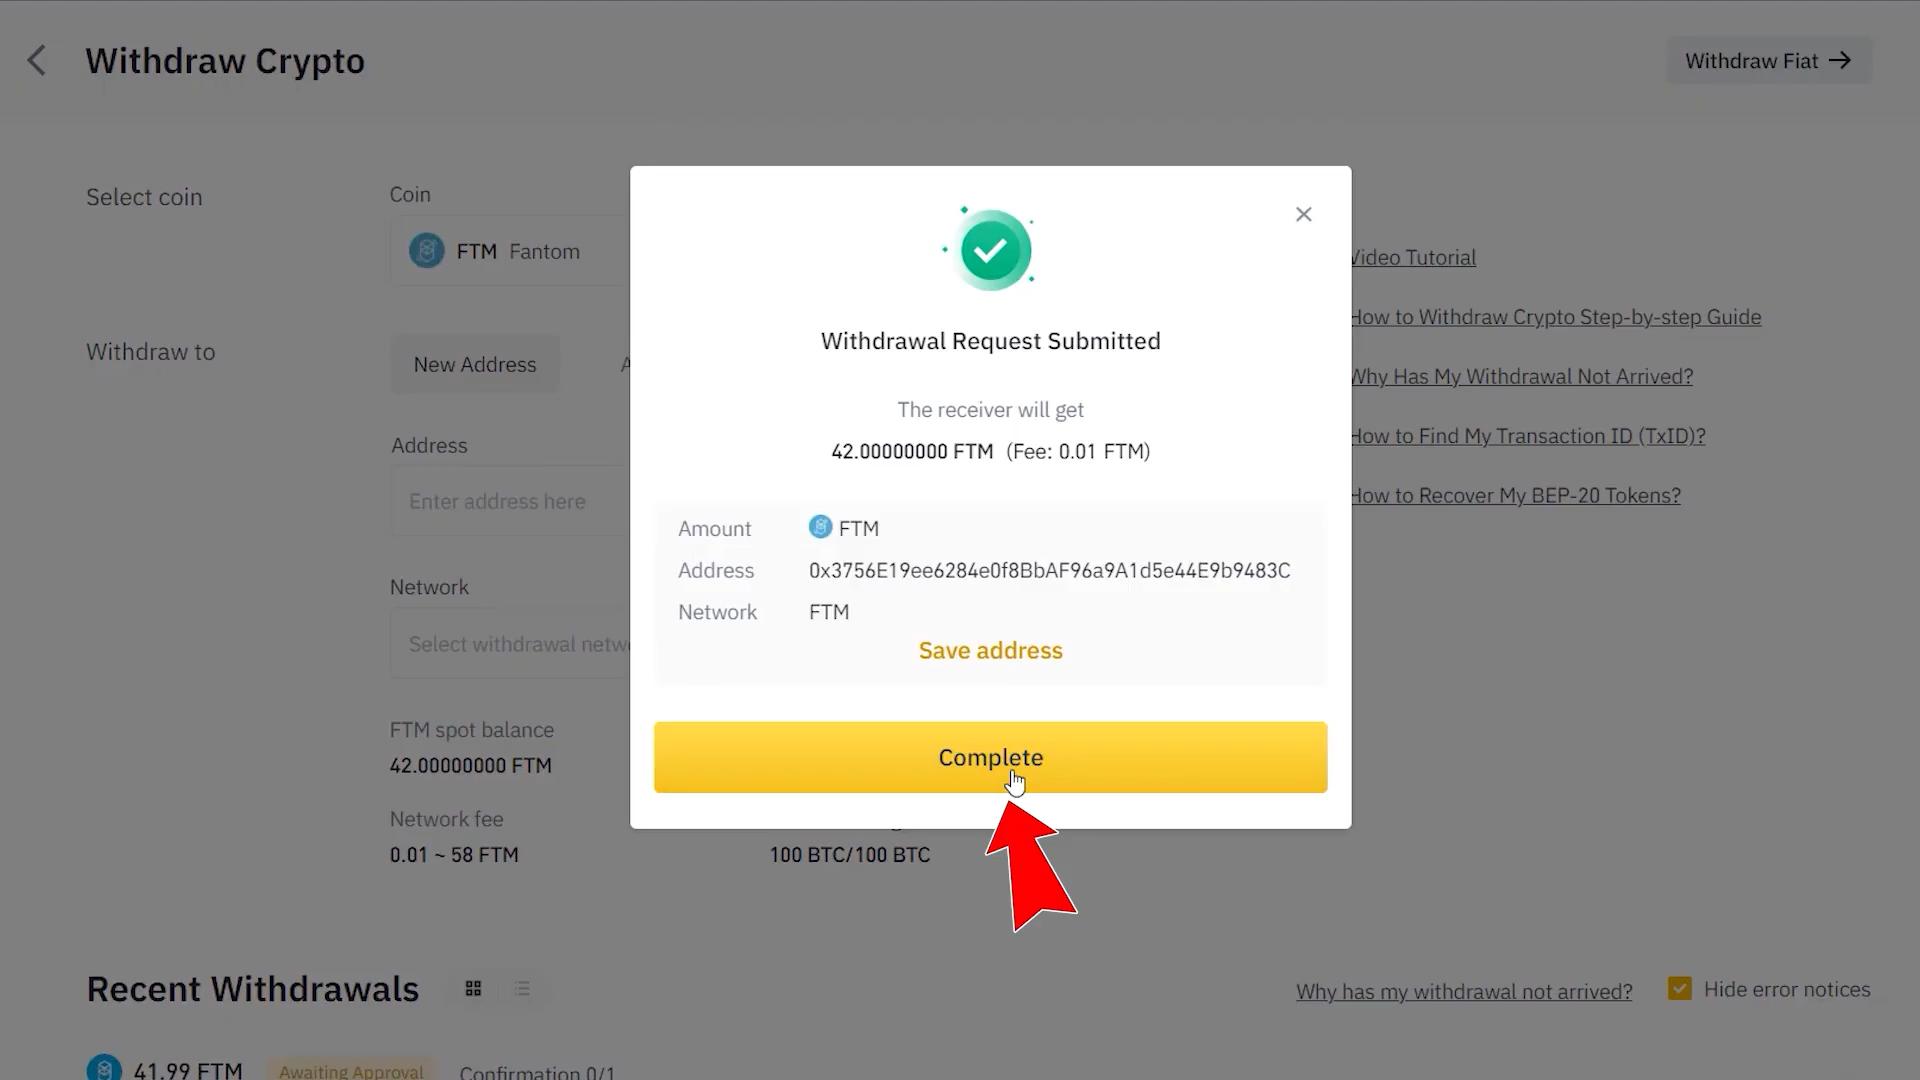 Withdraw Crypto
Withdraw Fiat
Select coin
Coin
FTM Fantom
Withdraw to
New Address
Address
Enter address here
Network
Select withdrawal
FTM spot balance
42.00000000 FTM
Network fee
0.01 ~ 58 FTM
100 BTC/100 BTC
Withdrawal Request Submitted
The receiver will get
42.00000000 FTM (Fee: 0.01 FTM)
Amount FTM
Address 0x3756E19ee6284e0f8BbAF96a9A1d5e44E9b9483C
Network FTM
Save address
Complete
Video Tutorial
How to Withdraw Crypto Step-by-step Guide
Why Has My Withdrawal Not Arrived?
How to Find My Transaction ID (TxID)?
How to Recover My BEP-20 Tokens?
Recent Withdrawals
Why has my withdrawal not arrived?
Hide error notices
41.99 FTM Awaiting Approval Confirmation 0/1